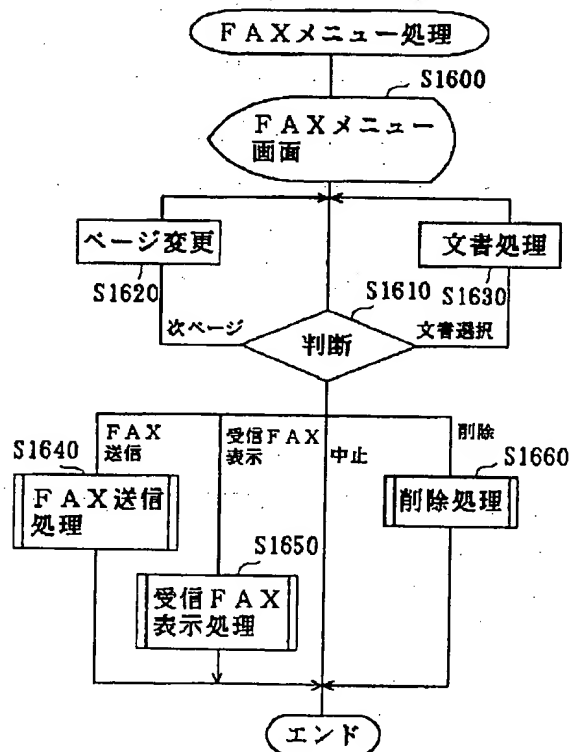 FAXメニュー処理
S1600
FAXメニュー
画面
ページ変更
文書処理
S1620
S1610
S1630
次ページ
判断
文書選択
FAX
送信
受信FAX
表示
中止
削除
S1640
S1660
FAX送信
処理
削除処理
S1650
受信FAX
表示処理
エンド